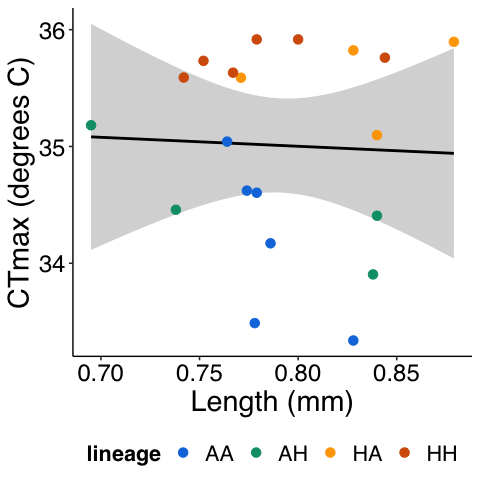 CTmax (degrees C)
36
35
34
0.70 0.75 0.80 0.85
Length (mm)
lineage AA AH HA HH